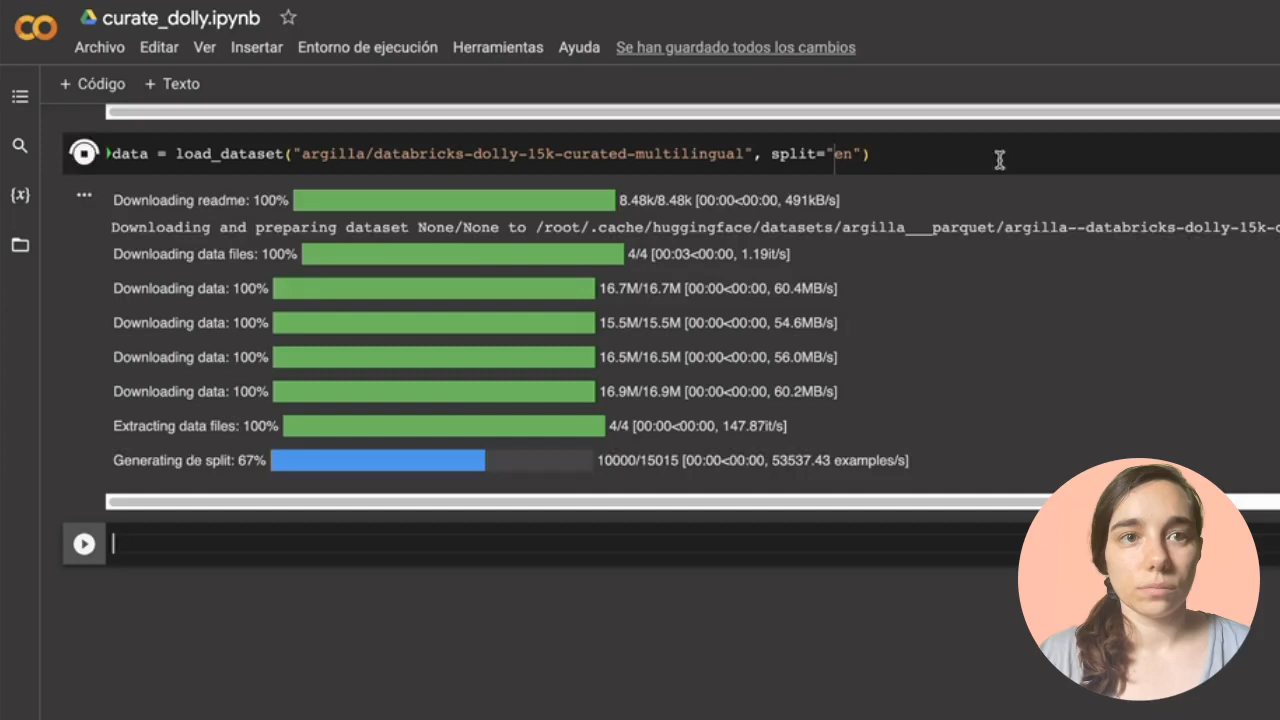 curate_dolly.ipynb
Archivo Editar Ver Insertar Entorno de ejecución Herramientas Ayuda Se han guardado todos los cambios
+ Código + Texto
data = load_dataset("argilla/databricks-dolly-15k-curated-multilingual", split="en")
{x}
Downloading readme: 100% 8.48k/8.48k [00:00<00:00, 491kB/s]
Downloading and preparing dataset None/None to /root/.cache/huggingface/datasets/argilla___parquet/argilla--databricks-dolly-15k-c
Downloading data files: 100% 4/4 [00:03<00:00, 1.19it/s]
Downloading data: 100% 16.7M/16.7M [00:00<00:00, 60.4MB/s]
Downloading data: 100% 15.5M/15.5M [00:00<00:00, 54.6MB/s]
Downloading data: 100% 16.5M/16.5M [00:00<00:00, 56.0MB/s]
Downloading data: 100% 16.9M/16.9M [00:00<00:00, 60.2MB/s]
Extracting data files: 100% 4/4 [00:00<00:00, 147.87it/s]
Generating de split: 67% 10000/15015 [00:00<00:00, 53537.43 examples/s]